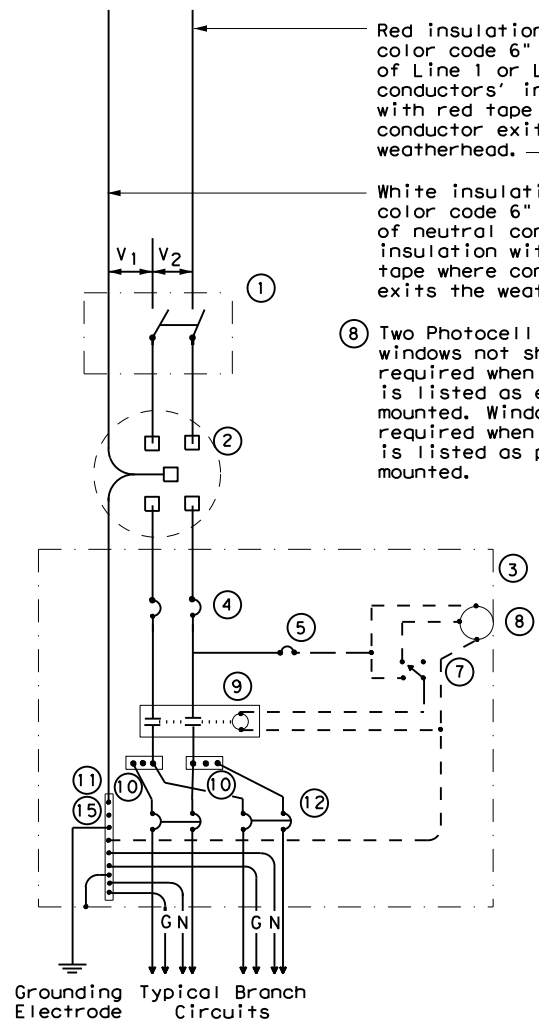 Red insulation
color code 6"
of Line 1 or L
conductors' in
with red tape
conductor exit
weatherhead.
White insulati
color code 6"
of neutral con
insulation wit
tape where con
exits the weat
V1 V2
1
8 Two Photocell
windows not sh
required when
is listed as e
mounted. Windo
required when
is listed as p
mounted.
2
3
4
5
8
7
9
11
10
10
12
15
G N
G N
Grounding
Electrode
Typical Branch
Circuits